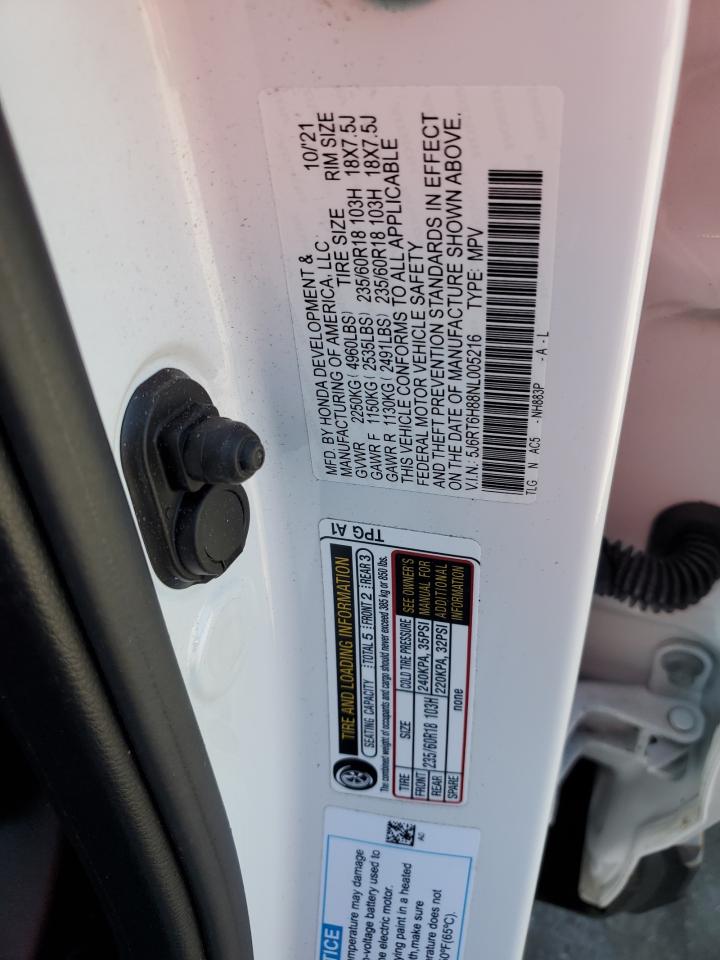 MFD. BY HONDA DEVELOPMENT & 10/'21
MANUFACTURING OF AMERICA, LLC
TIRE SIZE RIM SIZE
GVWR 2250KG ( 4960LBS)
GAWR F 1150KG ( 2535LBS) 235/60R18 103H 18X7.5J
GAWR R 1130KG ( 2491LBS) 235/60R18 103H 18X7.5J
THIS VEHICLE CONFORMS TO ALL APPLICABLE
FEDERAL MOTOR VEHICLE SAFETY
AND THEFT PREVENTION STANDARDS IN EFFECT
ON THE DATE OF MANUFACTURE SHOWN ABOVE.
V.I.N: 5J6RT6H88NL005216 TYPE: MPV
TLG N AC5 -NH883P -A-L
TPG A1
TIRE AND LOADING INFORMATION
SEATING CAPACITY TOTAL 5 FRONT 2 REAR 3
The combined weight of occupants and cargo should never exceed 385 kg or 850 lbs.
TIRE SIZE COLD TIRE PRESSURE
FRONT 235/60R18 103H 240KPA, 35PSI
REAR 220KPA, 32PSI
SPARE none
SEE OWNER'S
MANUAL FOR
ADDITIONAL
INFORMATION
TICE
mperature may damage
-voltage battery used to
e electric motor.
ying paint in a heated
th, make sure
erature does not
50°F(65°C).